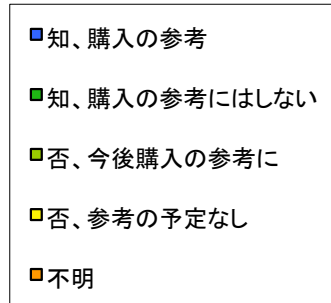 知、購入の参考
知、購入の参考にはしない
否、今後購入の参考に
否、参考の予定なし
不明